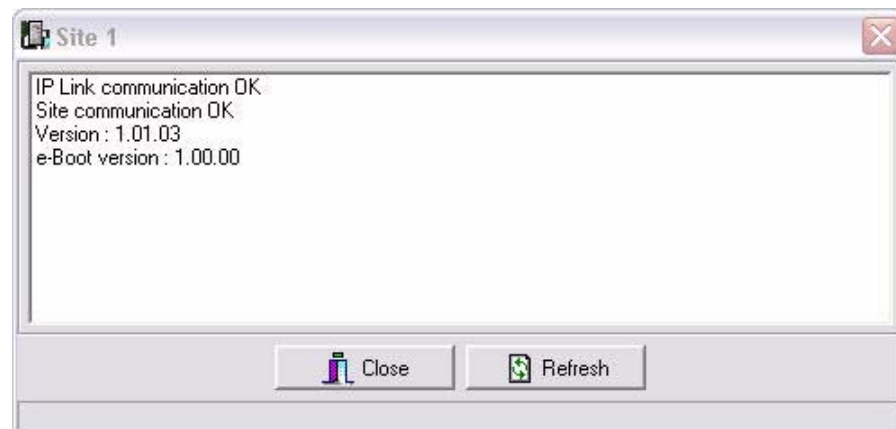 Site 1
IP Link communication OK
Site communication OK
Version : 1.01.03
e-Boot version : 1.00.00
Close
Refresh